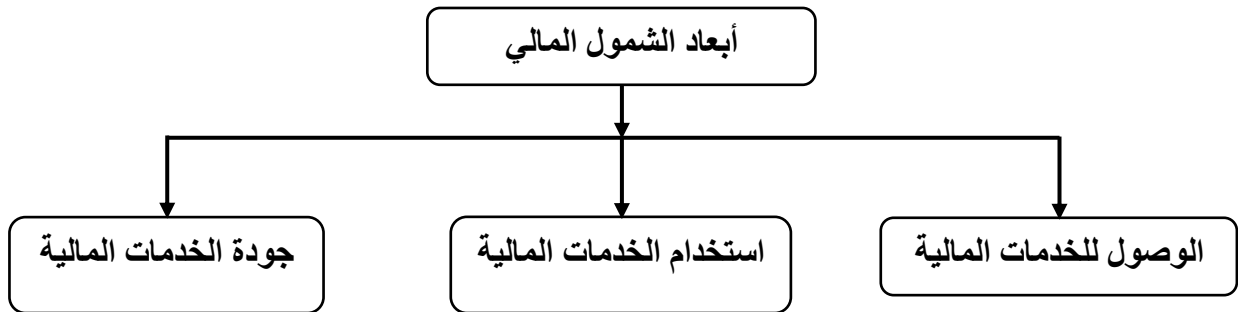 أبعاد الشمول المالي
الوصول للخدمات المالية
استخدام الخدمات المالية
جودة الخدمات المالية